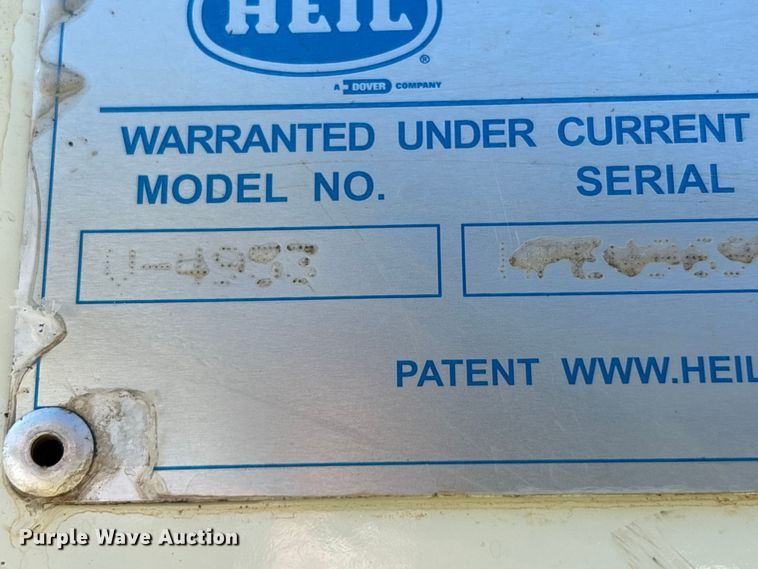 HEIL
®
A DOVER COMPANY
WARRANTED UNDER CURRENT
MODEL NO. SERIAL
PATENT WWW.HEIL
Purple Wave Auction